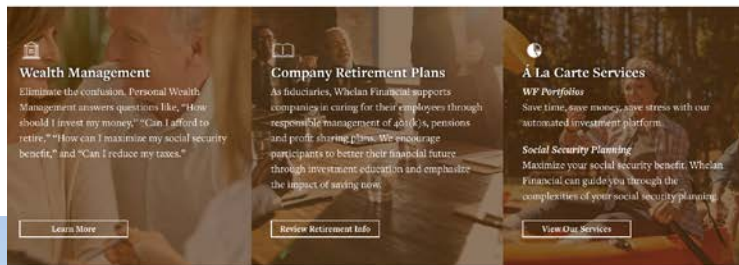 Wealth Management
Eliminate the confusion. Personal Wealth
Management answers questions like, “How
should I invest my money,” “Can I afford to
retire,” “How can I maximize my social security
benefit,” and “Can I reduce my taxes.”
Learn More
Company Retirement Plans
As fiduciaries, Whelan Financial supports
companies in caring for their employees through
responsible management of 401(k)s, pensions
and profit sharing plans. We encourage
participants to better their financial future
through investment education and emphasize
the impact of saving now.
Review Retirement Info
Á La Carte Services
WF Portfolios
Save time, save money, save stress with our
automated investment platform.
Social Security Planning
Maximize your social security benefit. Whelan
Financial can guide you through the
complexities of your social security planning.
View Our Services